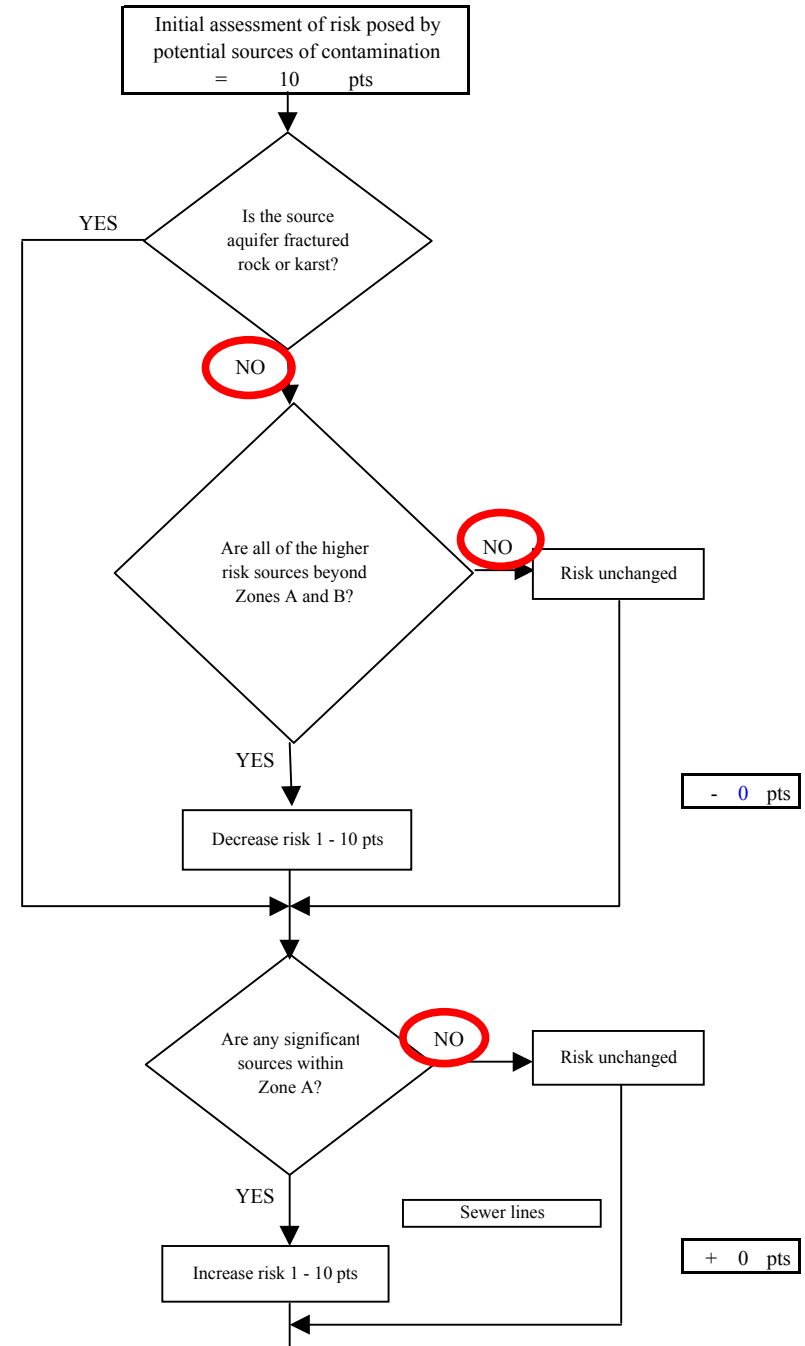 Initial assessment of risk posed by
potential sources of contamination
= 10 pts
YES
Is the source
aquifer fractured
rock or karst?
NO
Are all of the higher
risk sources beyond
Zones A and B?
NO
Risk unchanged
YES
- 0 pts
Decrease risk 1 - 10 pts
Are any significant
sources within
Zone A?
NO
Risk unchanged
YES
Sewer lines
+ 0 pts
Increase risk 1 - 10 pts